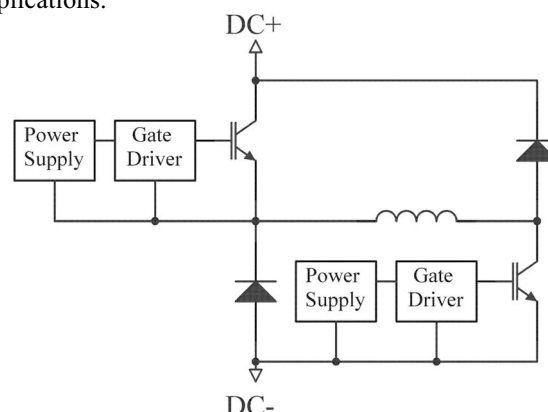 plications.
DC+
Power
Supply
Gate
Driver
Power
Supply
Gate
Driver
DC-